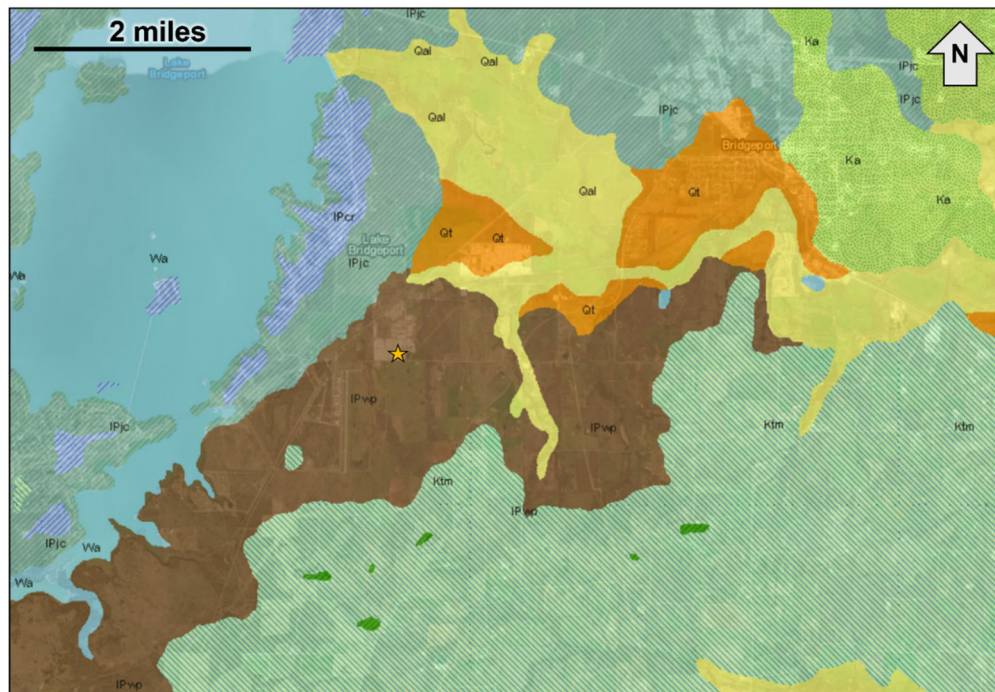 2 miles
N
IPjc
Qal
Qal
Ka
IPjc
IPjc
Lake
Bridgeport
Qal
IPjc
Bridgeport
Ka
Qal
Qt
Ka
IPcr
Qt
Qt
Lake
Bridgeport
IPjc
Wa
Wa
Qt
IPwp
IPjc
IPwp
Ktm
Ktm
Ktm
IPwp
IPjc
Wa
Wa
IPwp